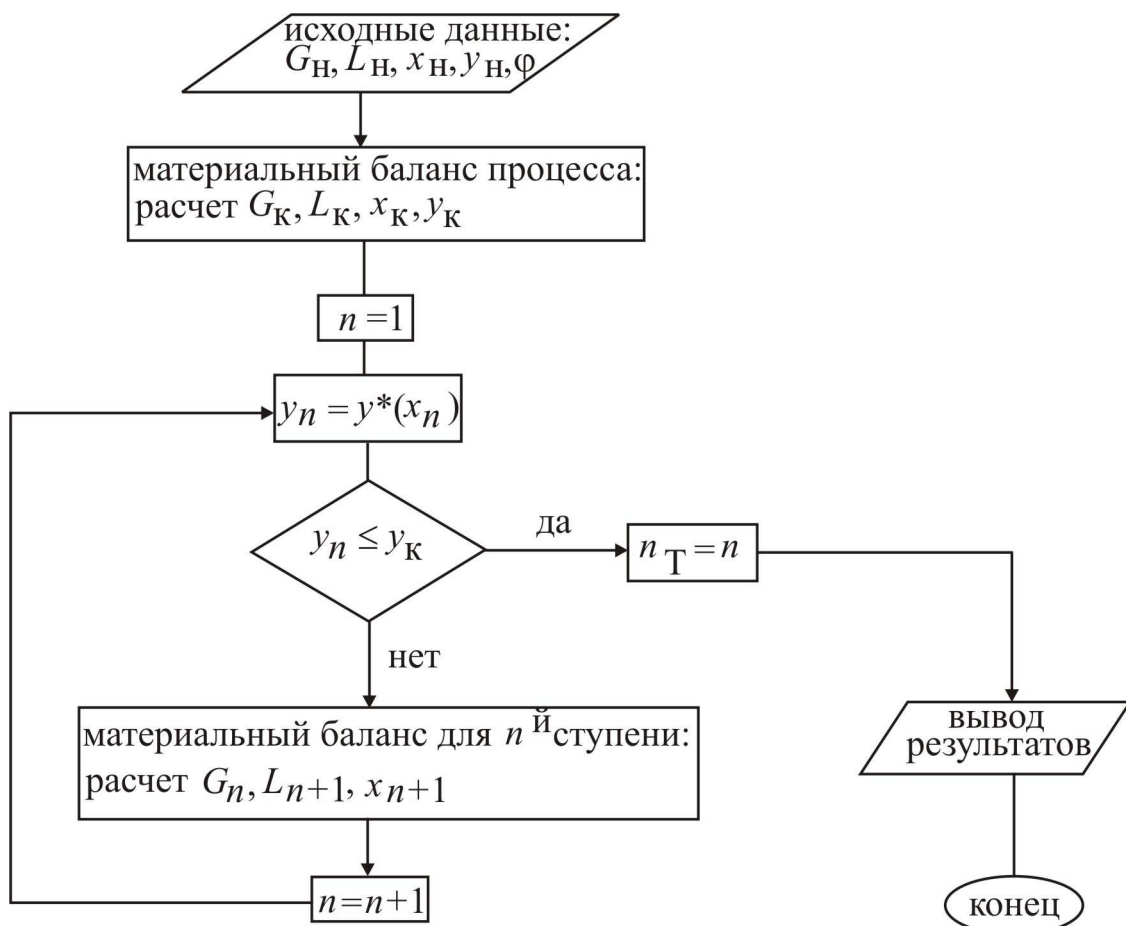 исходные данные:
Gн, Lн, xн, yн, φ
материальный баланс процесса:
расчет Gк, Lк, xк, yк
n =1
yn = y*(xn)
yn ≤ yк
да
n т = n
нет
материальный баланс для n й ступени:
расчет Gn, Ln+1, xn+1
n=n+1
вывод
результатов
конец